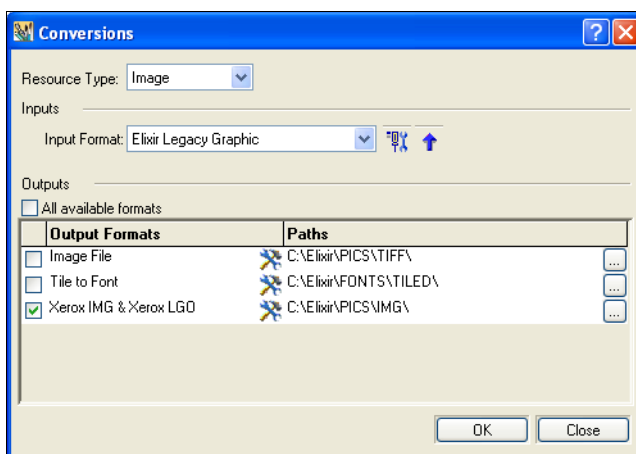 Conversions
Resource Type: Image
Inputs
Input Format: Elixir Legacy Graphic
Outputs
All available formats
Output Formats Paths
Image File C:\Elixir\PICS\TIFF\ ...
Tile to Font C:\Elixir\FONTS\TILED\ ...
Xerox IMG & Xerox LGO C:\Elixir\PICS\IMG\ ...
OK Close